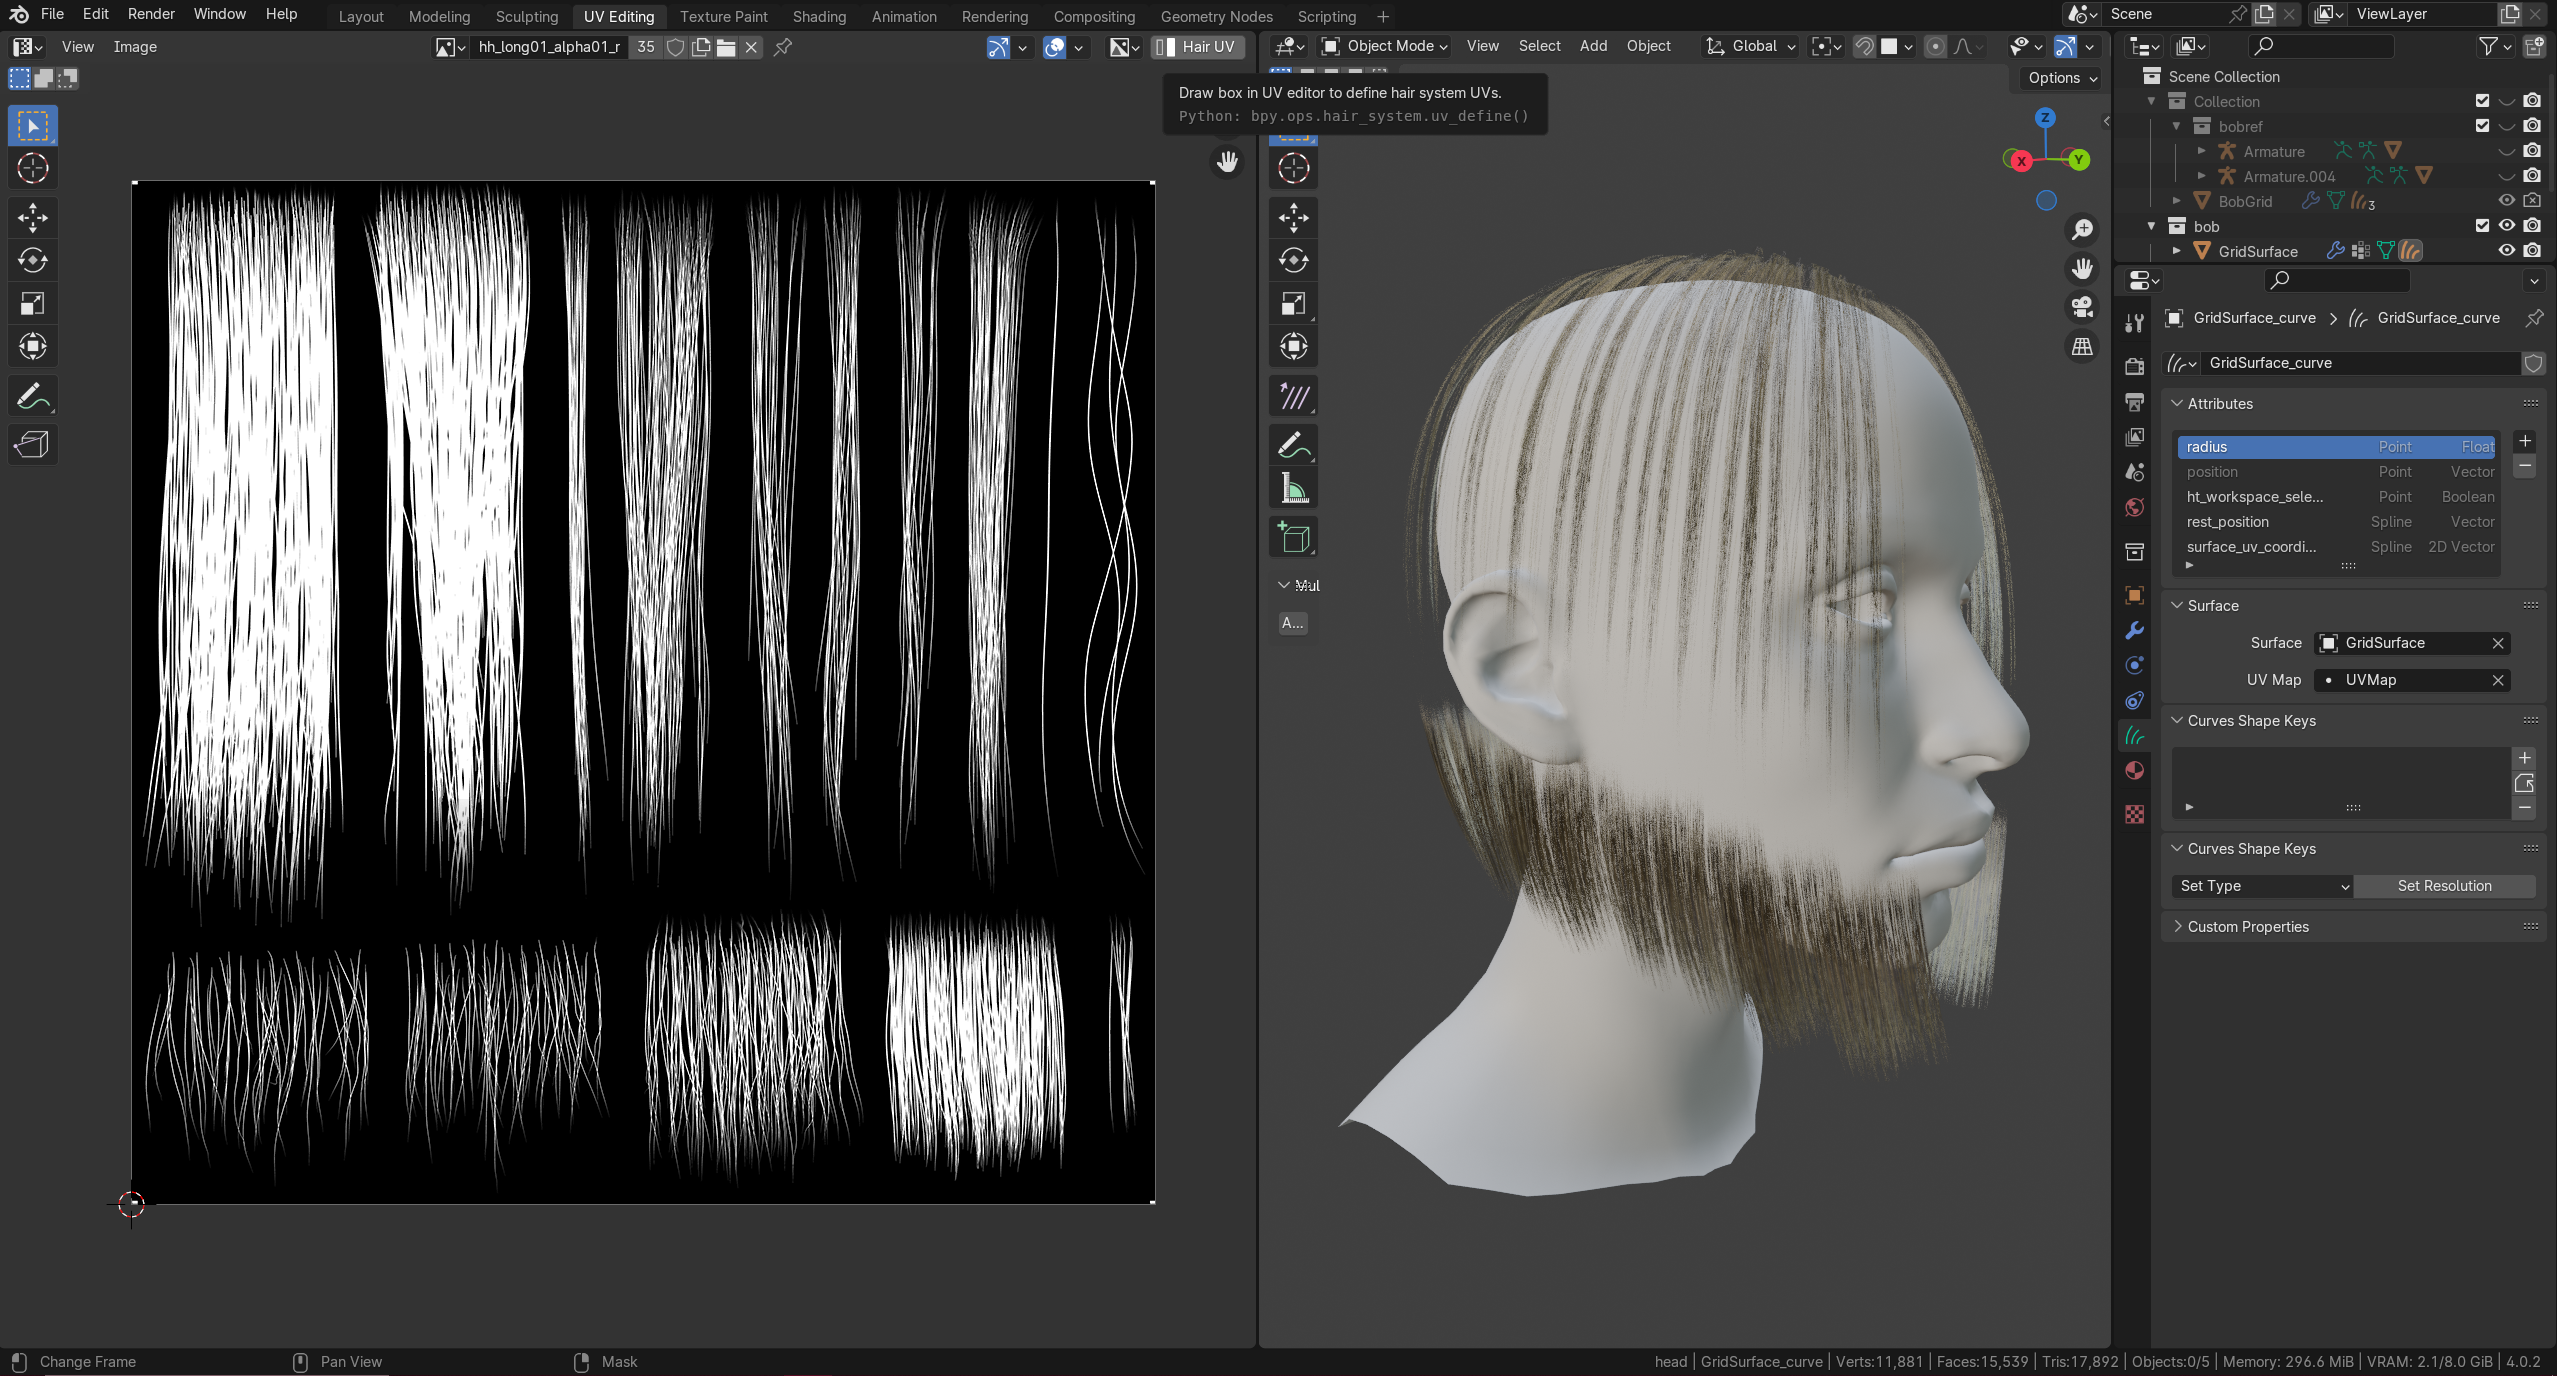 File Edit Render Window Help
Layout Modeling Sculpting UV Editing Texture Paint Shading Animation Rendering Compositing Geometry Nodes Scripting
Scene ViewLayer
View Image hh_long01_alpha01_r 35 Hair UV
Object Mode View Select Add Object Global
Options
Draw box in UV editor to define hair system UVs.
Python: bpy.ops.hair_system.uv_define()
Z
X
Y
Mul
A...
Scene Collection
Collection
bobref
Armature
Armature.004
BobGrid 3
bob
GridSurface
GridSurface_curve GridSurface_curve
GridSurface_curve
Attributes
radius Point Float
position Point Vector
ht_workspace_sele... Point Boolean
rest_position Spline Vector
surface_uv_coordi... Spline 2D Vector
Surface
Surface GridSurface
UV Map UVMap
Curves Shape Keys
Curves Shape Keys
Set Type Set Resolution
Custom Properties
Change Frame Pan View Mask
head | GridSurface_curve | Verts:11,881 | Faces:15,539 | Tris:17,892 | Objects:0/5 | Memory: 296.6 MiB | VRAM: 2.1/8.0 GiB | 4.0.2